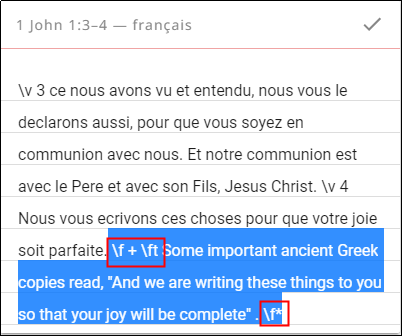 1 John 1:3–4 — français
\v 3 ce nous avons vu et entendu, nous vous le
declarons aussi, pour que vous soyez en
communion avec nous. Et notre communion est
avec le Pere et avec son Fils, Jesus Christ. \v 4
Nous vous ecrivons ces choses pour que votre joie
soit parfaite. \f + \ft Some important ancient Greek
copies read, "And we are writing these things to you
so that your joy will be complete" . \f*